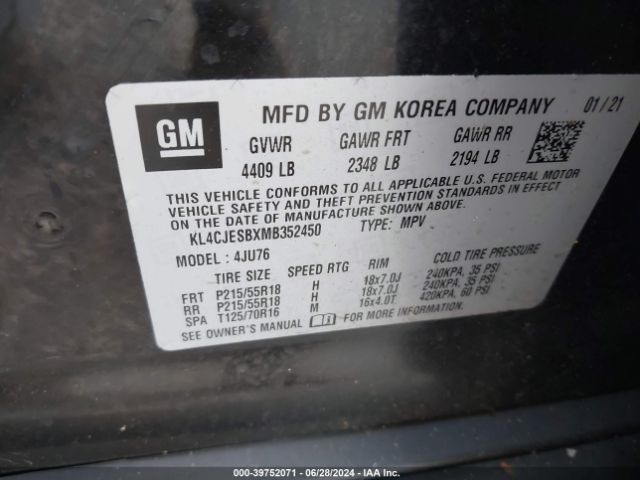 GM
MFD BY GM KOREA COMPANY 01/21
GVWR GAWR FRT GAWR RR
4409 LB 2348 LB 2194 LB
THIS VEHICLE CONFORMS TO ALL APPLICABLE U.S. FEDERAL MOTOR
VEHICLE SAFETY AND THEFT PREVENTION STANDARDS IN EFFECT
ON THE DATE OF MANUFACTURE SHOWN ABOVE.
KL4CJESBXMB352450 TYPE: MPV
MODEL : 4JU76
TIRE SIZE SPEED RTG RIM COLD TIRE PRESSURE
FRT P215/55R18 H 18x7.0J 240KPA, 35 PSI
RR P215/55R18 H 18x7.0J 240KPA, 35 PSI
SPA T125/70R16 M 16x4.0T 420KPA, 60 PSI
SEE OWNER'S MANUAL FOR MORE INFORMATION.
000-39752071 - 06/28/2024 - IAAI.COM